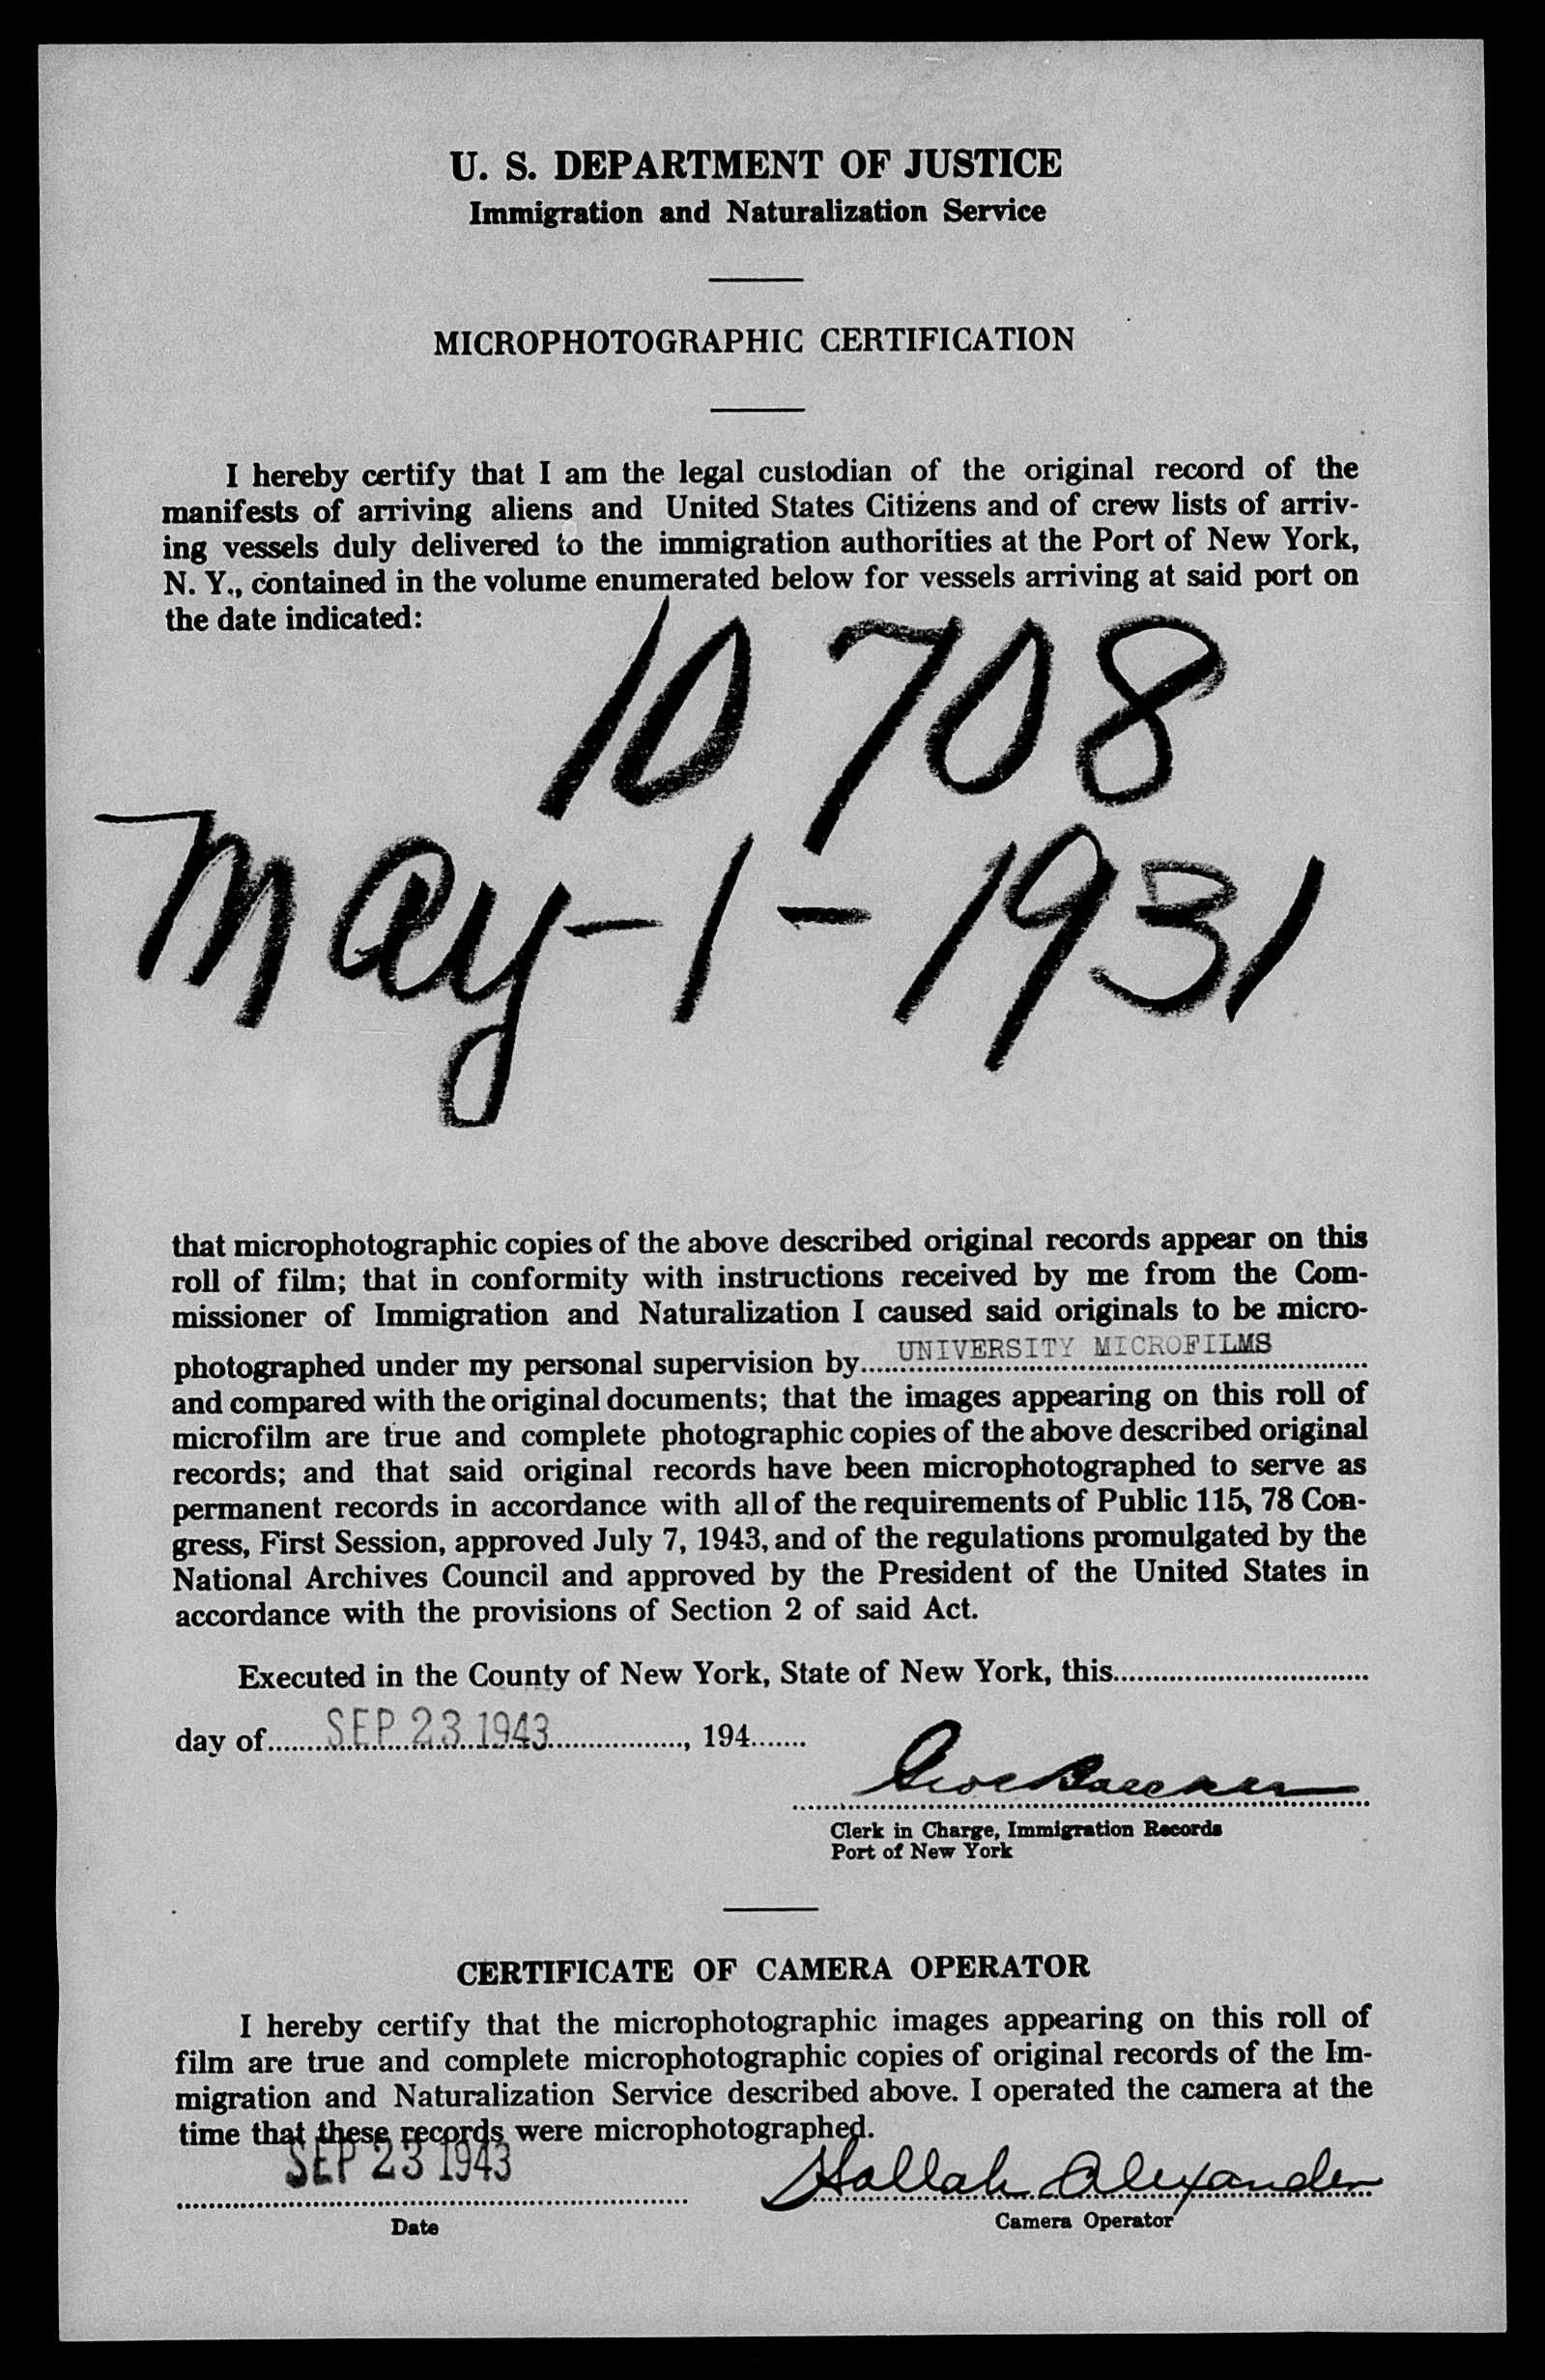 U. S. DEPARTMENT OF JUSTICE
Immigration and Naturalization Service
MICROPHOTOGRAPHIC CERTIFICATION
I hereby certify that I am the legal custodian of the original record of the
manifests of arriving aliens and United States Citizens and of crew lists of arriv-
ing vessels duly delivered to the immigration authorities at the Port of New York,
N. Y., contained in the volume enumerated below for vessels arriving at said port on
the date indicated:
10708
May-1-1931
that microphotographic copies of the above described original records appear on this
roll of film; that in conformity with instructions received by me from the Com-
missioner of Immigration and Naturalization I caused said originals to be micro-
photographed under my personal supervision by UNIVERSITY MICROFILMS
and compared with the original documents; that the images appearing on this roll of
microfilm are true and complete photographic copies of the above described original
records; and that said original records have been microphotographed to serve as
permanent records in accordance with all of the requirements of Public 115, 78 Con-
gress, First Session, approved July 7, 1943, and of the regulations promulgated by the
National Archives Council and approved by the President of the United States in
accordance with the provisions of Section 2 of said Act.
Executed in the County of New York, State of New York, this
day of SEP 23 1943, 194
Clerk in Charge, Immigration Records
Port of New York
CERTIFICATE OF CAMERA OPERATOR
I hereby certify that the microphotographic images appearing on this roll of
film are true and complete microphotographic copies of original records of the Im-
migration and Naturalization Service described above. I operated the camera at the
time that these records were microphotographed.
SEP 23 1943 Hallah Alexander
Date Camera Operator